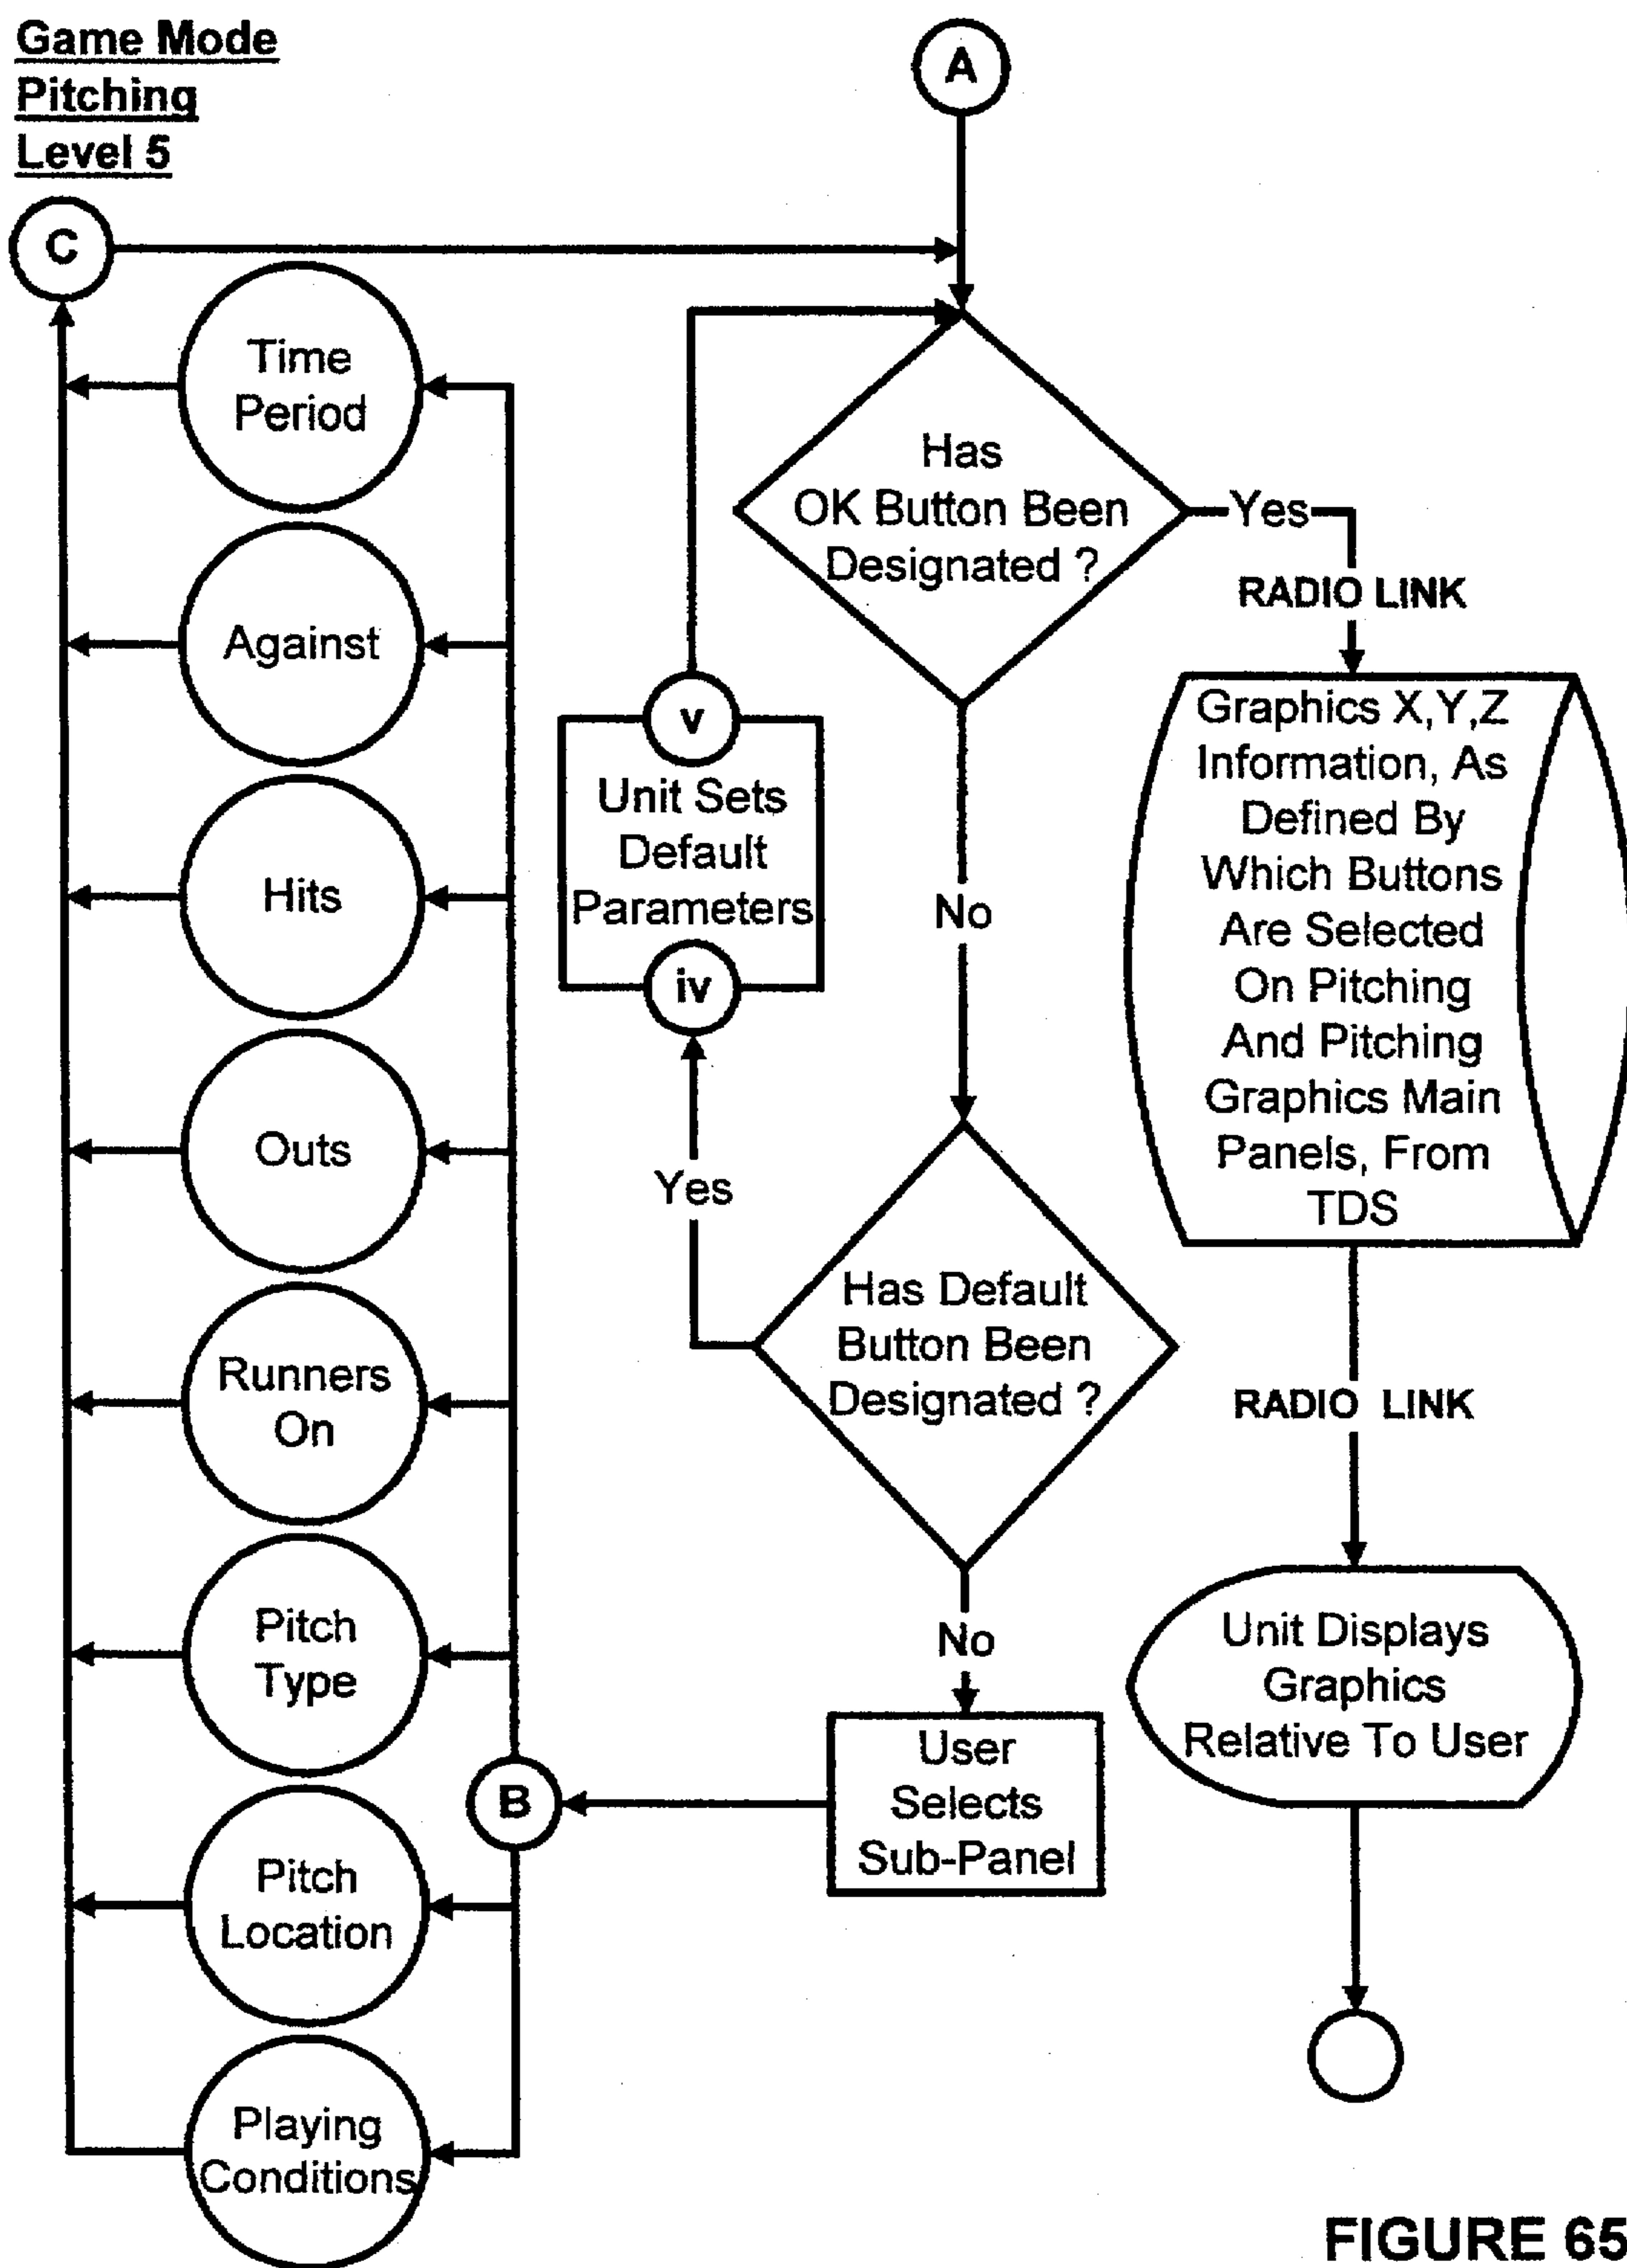 Game Mode
Pitching
Level 5
A
C
Time
Period
Against
Hits
Outs
Runners
On
Pitch
Type
Pitch
Location
Playing
Conditions
B
v
Unit Sets
Default
Parameters
iv
Yes
Has
OK Button Been
Designated ?
No
Has Default
Button Been
Designated ?
No
User
Selects
Sub-Panel
Yes
RADIO LINK
Graphics X,Y,Z
Information, As
Defined By
Which Buttons
Are Selected
On Pitching
And Pitching
Graphics Main
Panels, From
TDS
RADIO LINK
Unit Displays
Graphics
Relative To User
FIGURE 65